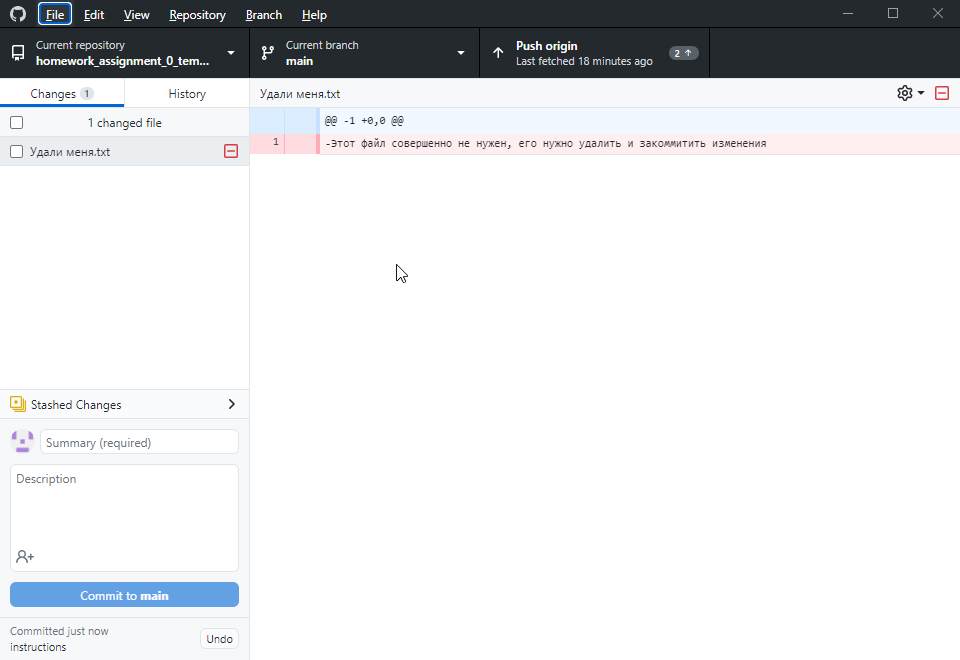 File Edit View Repository Branch Help
Current repository
homework_assignment_0_tem...
Current branch
main
Push origin
Last fetched 18 minutes ago
2
Changes 1
History
Удали меня.txt
1 changed file
Удали меня.txt
@@ -1 +0,0 @@
1 -Этот файл совершенно не нужен, его нужно удалить и закоммитить изменения
Stashed Changes
Summary (required)
Description
Commit to main
Committed just now
instructions
Undo